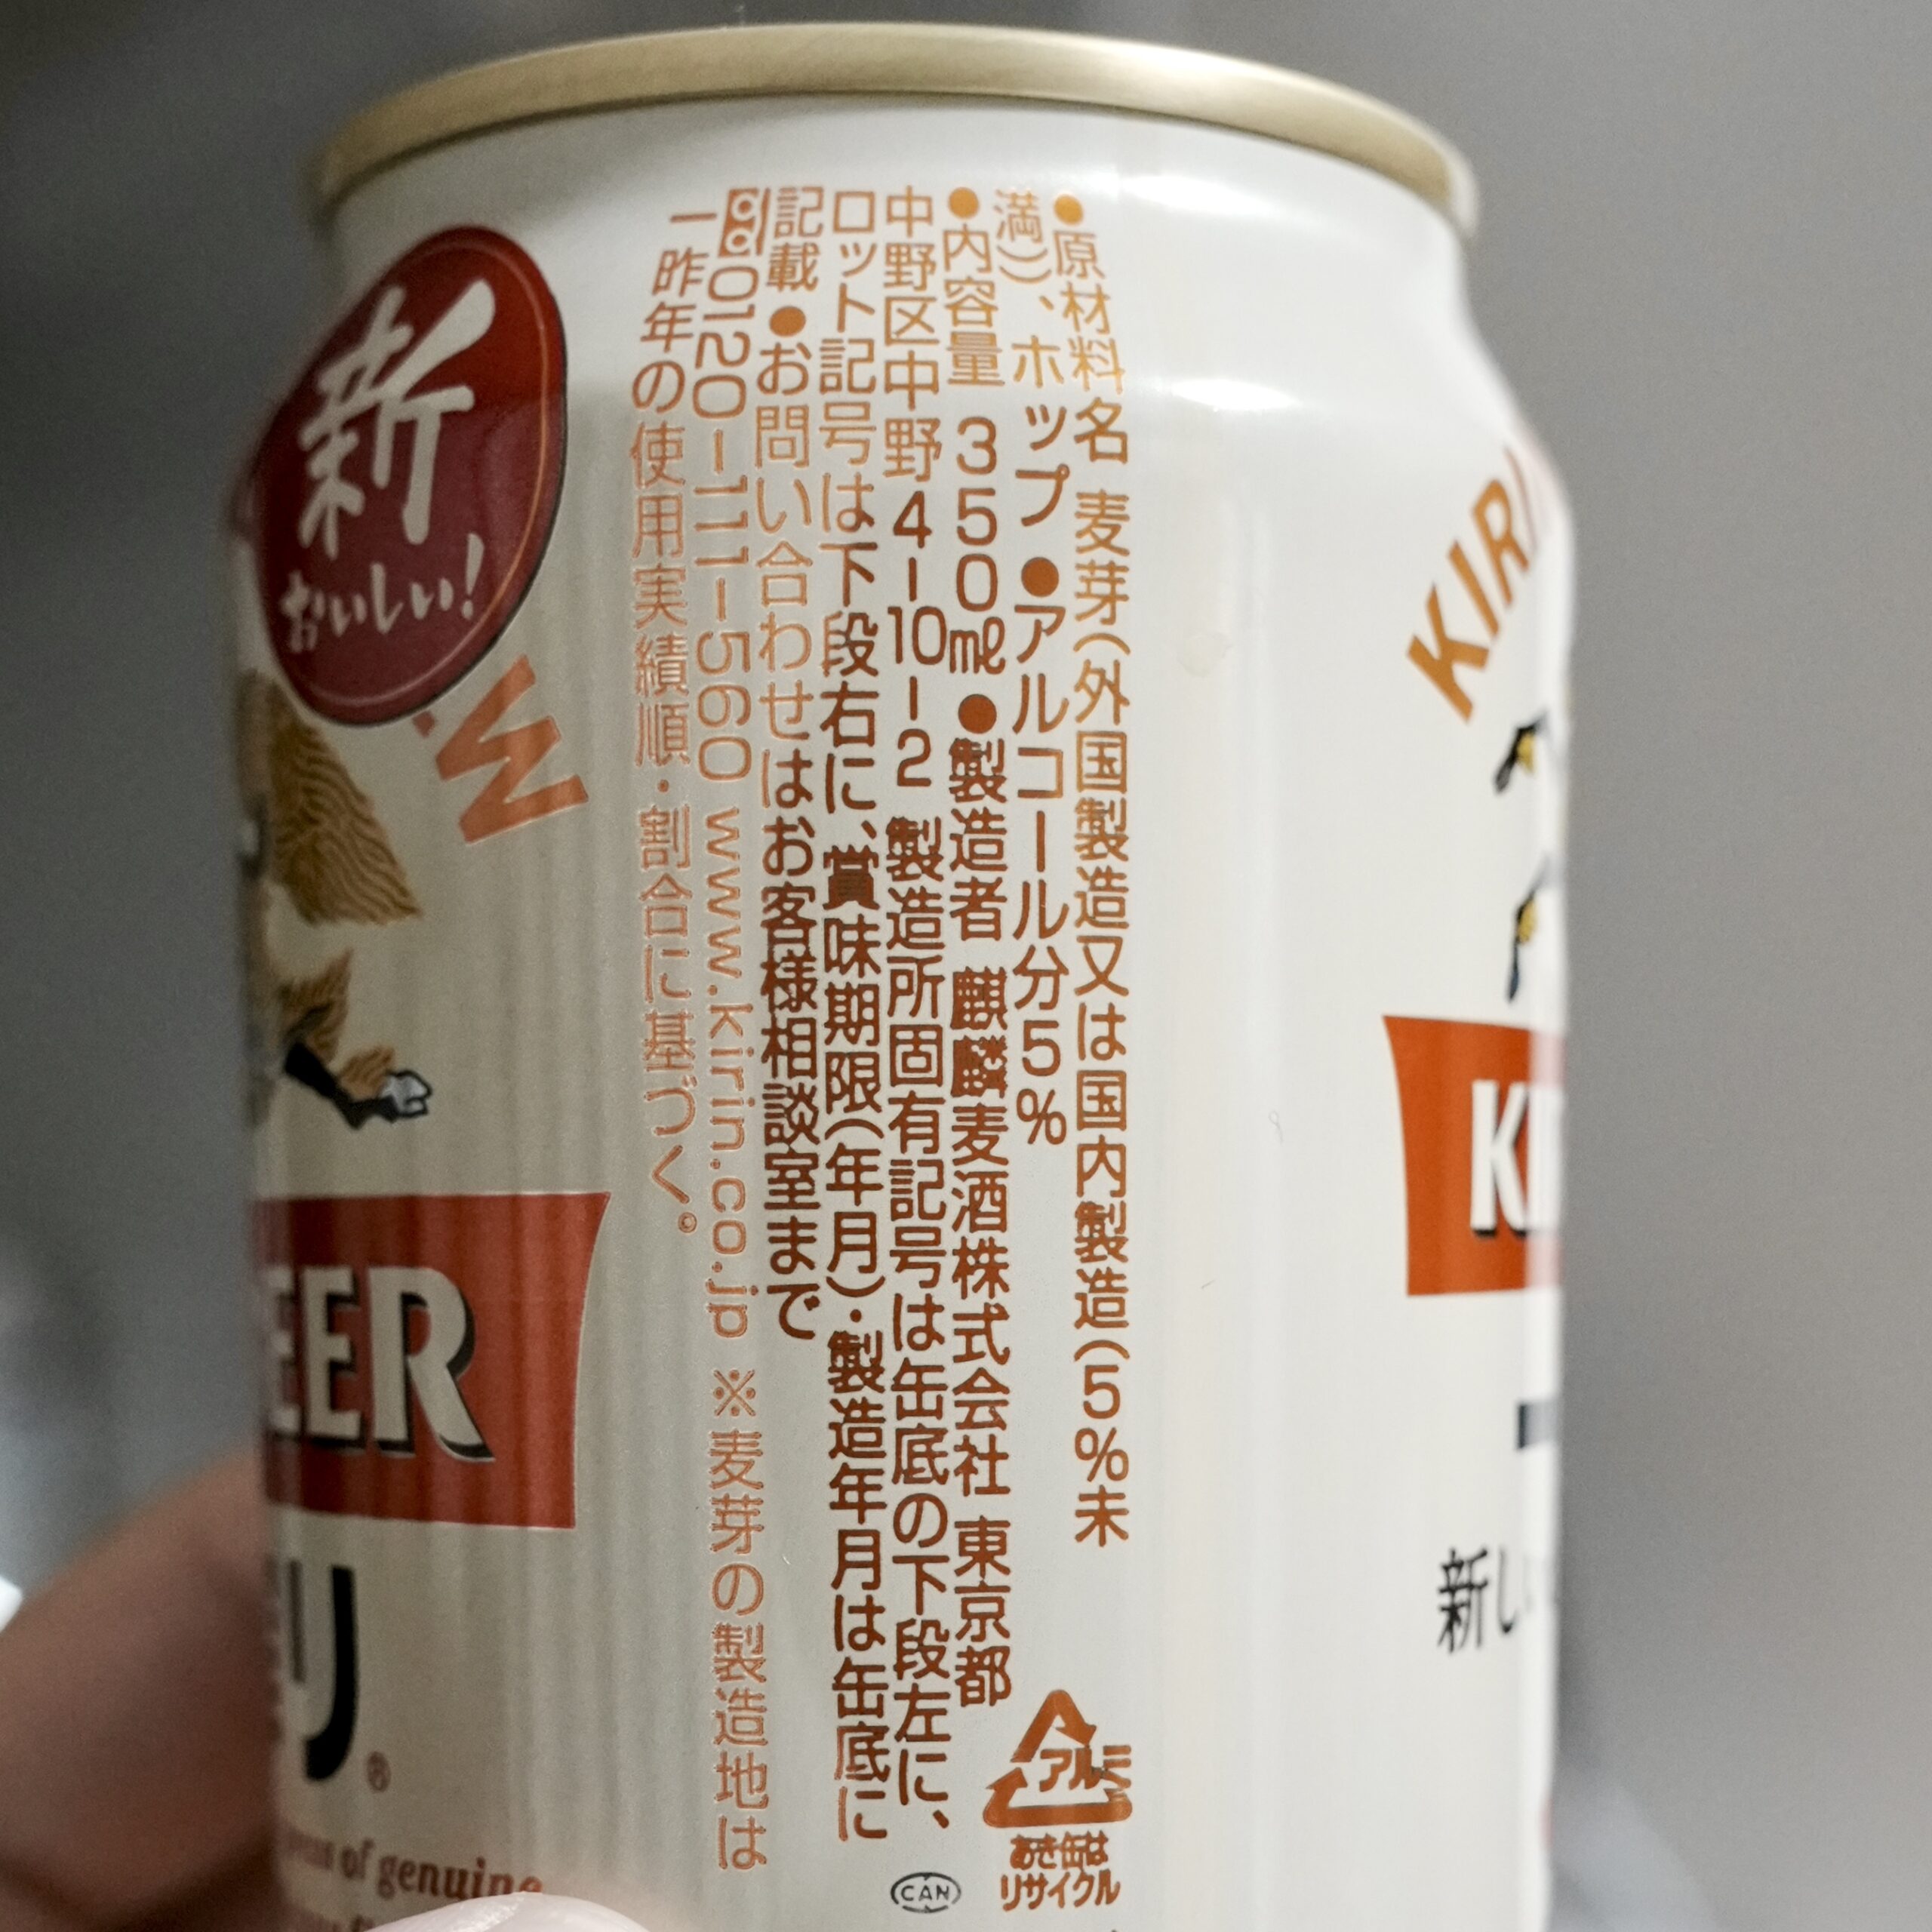 ●原材料名 麦芽(外国製造又は国内製造(5%未
満))、ホップ ●アルコール分5%
●内容量 350㎖ ●製造者 麒麟麦酒株式会社 東京都
中野区中野4-10-2 製造所固有記号は缶底の下段左に、
ロット記号は下段右に、賞味期限(年月)・製造年月は缶底に
記載 ●お問い合わせはお客様相談室まで
0120-111-560 www.kirin.co.jp ※麦芽の製造地は
一昨年の使用実績順・割合に基づく。
アルミ
あき缶は
リサイクル
CAN
新
おいしい!
®
of genuine
新し